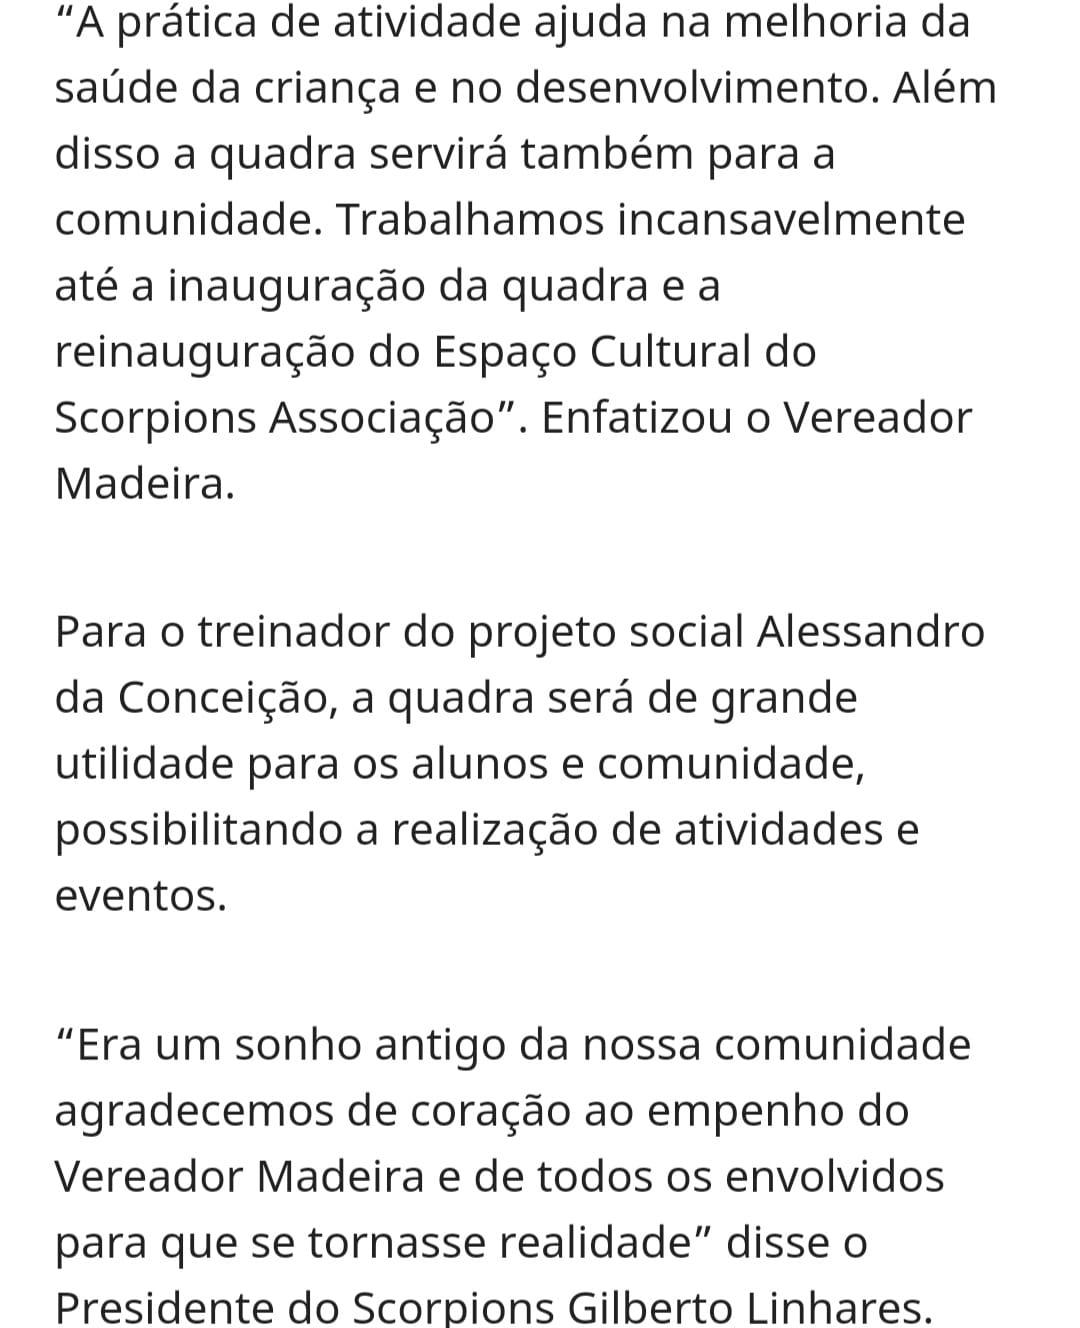 “A prática de atividade ajuda na melhoria da
saúde da criança e no desenvolvimento. Além
disso a quadra servirá também para a
comunidade. Trabalhamos incansavelmente
até a inauguração da quadra e a
reinauguração do Espaço Cultural do
Scorpions Associação”. Enfatizou o Vereador
Madeira.
Para o treinador do projeto social Alessandro
da Conceição, a quadra será de grande
utilidade para os alunos e comunidade,
possibilitando a realização de atividades e
eventos.
“Era um sonho antigo da nossa comunidade
agradecemos de coração ao empenho do
Vereador Madeira e de todos os envolvidos
para que se tornasse realidade” disse o
Presidente do Scorpions Gilberto Linhares.